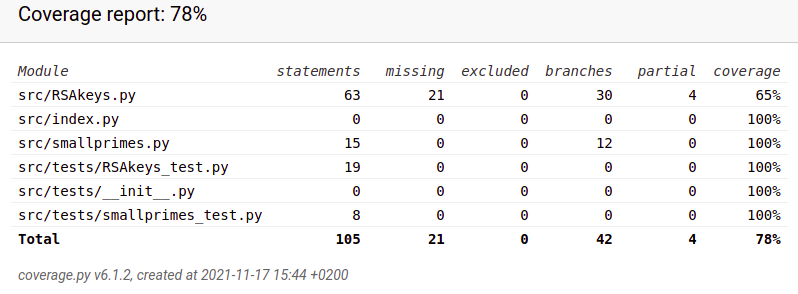 Coverage report: 78%
Module statements missing excluded branches partial coverage
src/RSAkeys.py 63 21 0 30 4 65%
src/index.py 0 0 0 0 0 100%
src/smallprimes.py 15 0 0 12 0 100%
src/tests/RSAkeys_test.py 19 0 0 0 0 100%
src/tests/__init__.py 0 0 0 0 0 100%
src/tests/smallprimes_test.py 8 0 0 0 0 100%
Total 105 21 0 42 4 78%
coverage.py v6.1.2, created at 2021-11-17 15:44 +0200